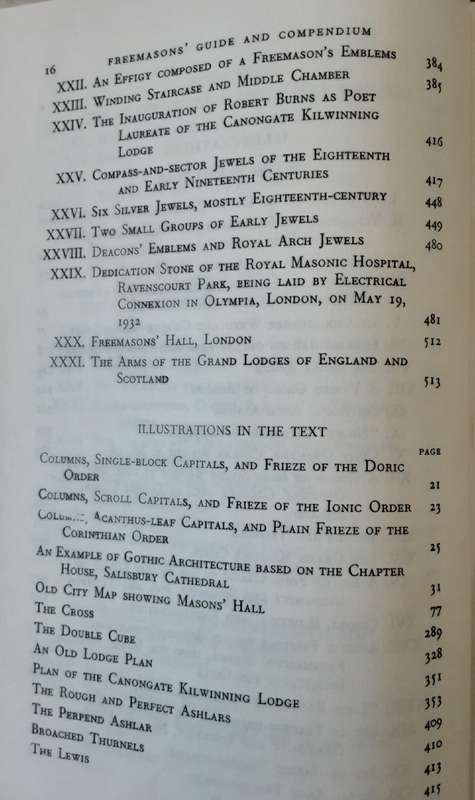 16 FREEMASONS' GUIDE AND COMPENDIUM
XXII. An Effigy composed of a Freemason's Emblems 384
XXIII. Winding Staircase and Middle Chamber 385
XXIV. The Inauguration of Robert Burns as Poet
Laureate of the Canongate Kilwinning
Lodge 416
XXV. Compass-and-sector Jewels of the Eighteenth
and Early Nineteenth Centuries 417
XXVI. Six Silver Jewels, mostly Eighteenth-century 448
XXVII. Two Small Groups of Early Jewels 449
XXVIII. Deacons' Emblems and Royal Arch Jewels 480
XXIX. Dedication Stone of the Royal Masonic Hospital,
Ravenscourt Park, being laid by Electrical
Connexion in Olympia, London, on May 19,
1932 481
XXX. Freemasons' Hall, London 512
XXXI. The Arms of the Grand Lodges of England and
Scotland 513
ILLUSTRATIONS IN THE TEXT
PAGE
Columns, Single-block Capitals, and Frieze of the Doric
Order 21
Columns, Scroll Capitals, and Frieze of the Ionic Order 23
Columns, Acanthus-leaf Capitals, and Plain Frieze of the
Corinthian Order 25
An Example of Gothic Architecture based on the Chapter
House, Salisbury Cathedral 31
Old City Map showing Masons' Hall 77
The Cross 289
The Double Cube 328
An Old Lodge Plan 351
Plan of the Canongate Kilwinning Lodge 353
The Rough and Perfect Ashlars 409
The Perpend Ashlar 410
Broached Thurnels 413
The Lewis 415